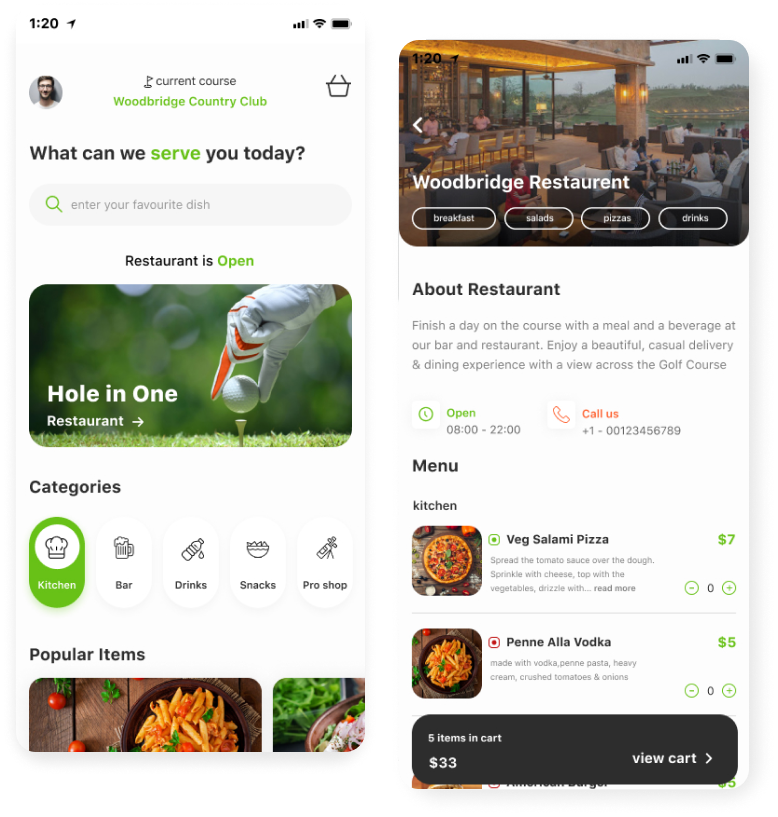 1:20
current course
Woodbridge Country Club
What can we serve you today?
enter your favourite dish
Restaurant is Open
Hole in One
Restaurant →
Categories
Kitchen
Bar
Drinks
Snacks
Pro shop
Popular Items
1:20
Woodbridge Restaurent
breakfast
salads
pizzas
drinks
About Restaurant
Finish a day on the course with a meal and a beverage at
our bar and restaurant. Enjoy a beautiful, casual delivery
& dining experience with a view across the Golf Course
Open
08:00 - 22:00
Call us
+1 - 00123456789
Menu
kitchen
Veg Salami Pizza
$7
Spread the tomato sauce over the dough.
Sprinkle with cheese, top with the
vegetables, drizzle with... read more
0
Penne Alla Vodka
$5
made with vodka,penne pasta, heavy
cream, crushed tomatoes & onions
0
5 items in cart
$33
view cart
American Burger
$5